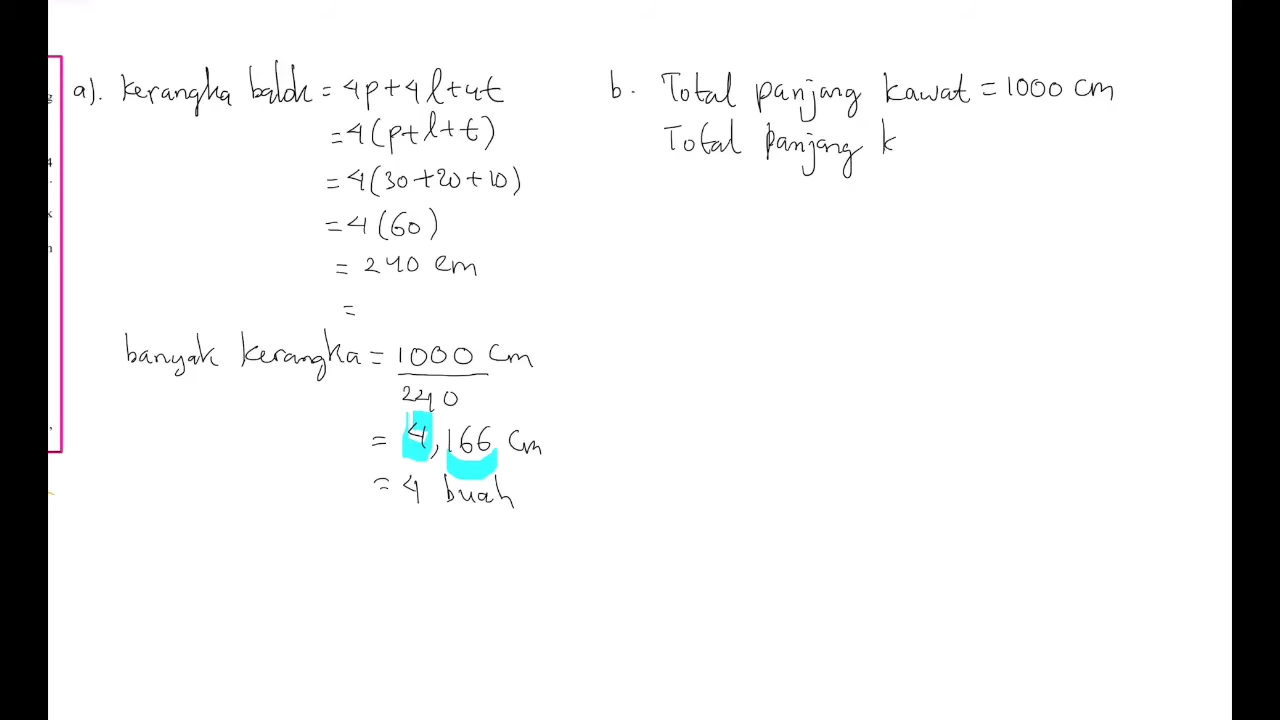 a). kerangka balok = 4p+4l+4t
=4(p+l+t)
=4(30+20+10)
=4(60)
= 240 cm
=
banyak kerangka = 1000 cm
240
= 4,166 cm
= 4 buah
b. Total panjang kawat = 1000 cm
Total panjang k